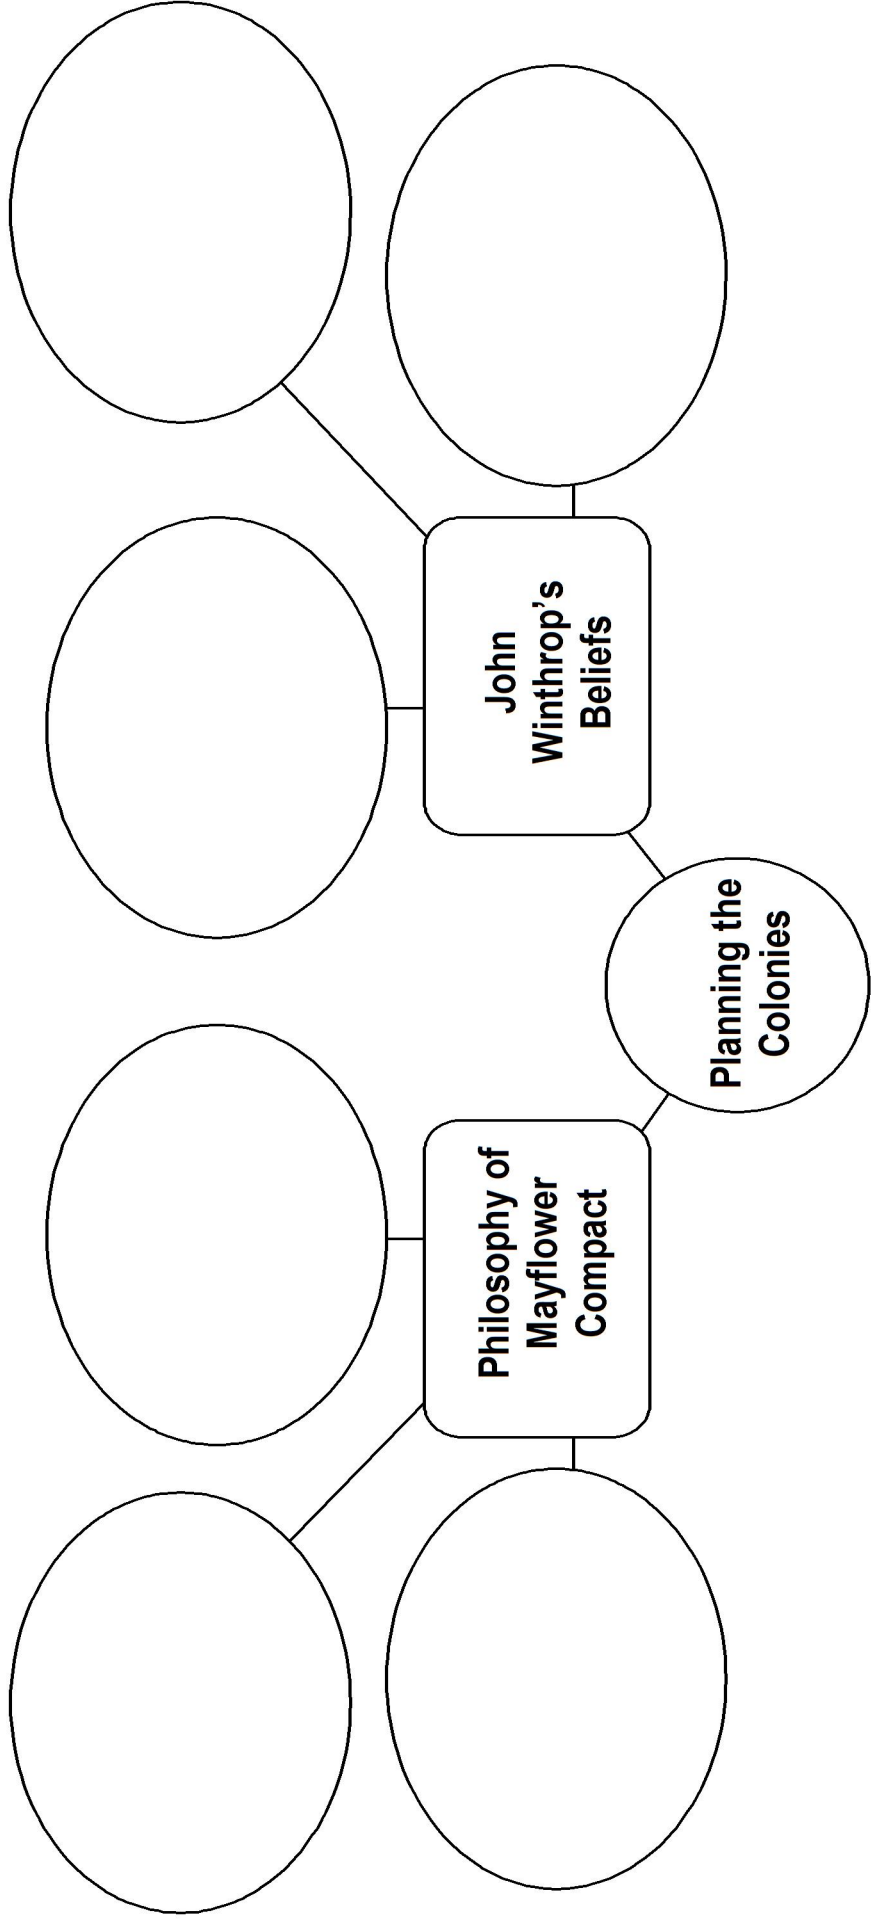 Philosophy of
Mayflower
Compact
John
Winthrop's
Beliefs
Planning the
Colonies